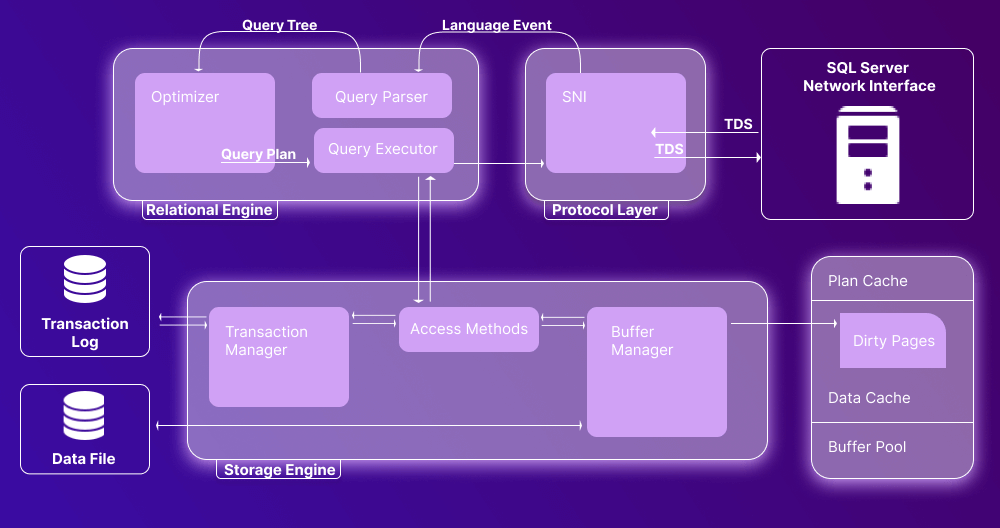 Query Tree
Language Event
Optimizer
Query Parser
Query Executor
Query Plan
Relational Engine
SNI
TDS
TDS
Protocol Layer
SQL Server
Network Interface
Transaction
Log
Data File
Transaction
Manager
Access Methods
Buffer
Manager
Storage Engine
Plan Cache
Dirty Pages
Data Cache
Buffer Pool